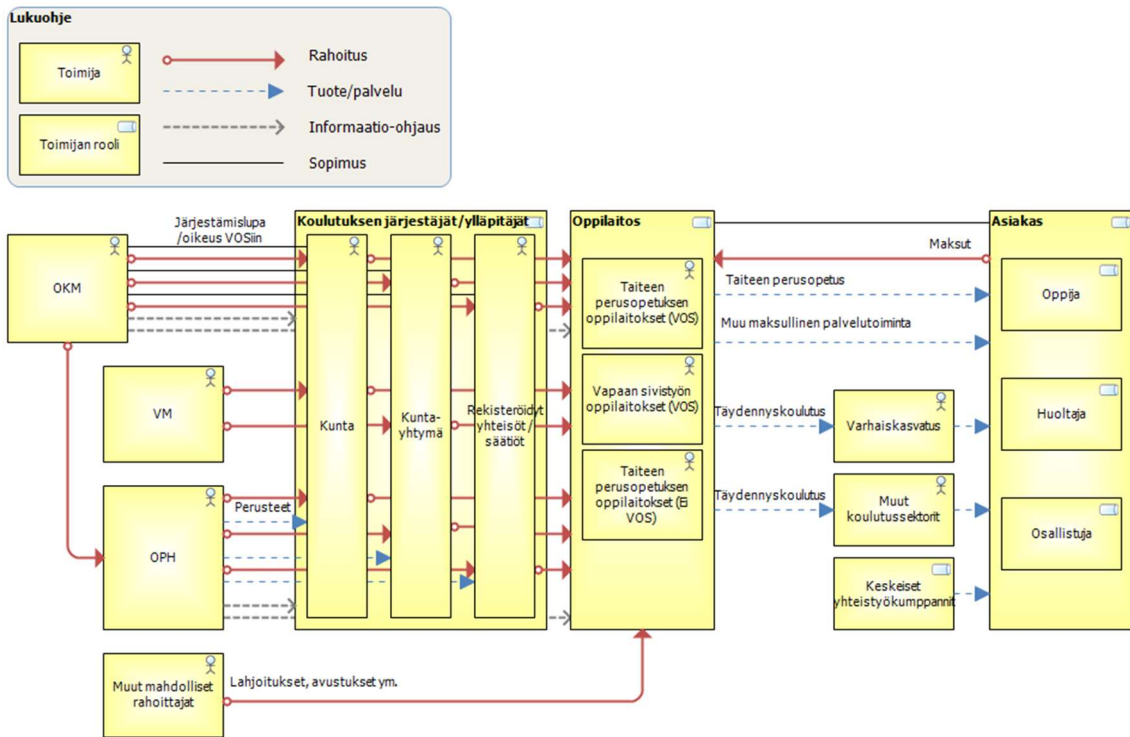 Lukuohje
Toimija
Rahoitus
Tuote/palvelu
Toimijan rooli
Informaatio-ohjaus
Sopimus
Järjestämislupa
/oikeus VOSiin
Koulutuksen järjestäjät/ylläpitäjät
Oppilaitos
Asiakas
OKM
Maksut
Taiteen
perusopetuksen
oppilaitokset (VOS)
Taiteen perusopetus
Oppija
Muu maksullinen palvelutoiminta
VM
Kunta
Kunta-
yhtymä
Rekisteröidyt
yhteisöt /
säätiöt
Vapaan sivistyön
oppilaitokset (VOS)
Täydennyskoulutus
Varhaiskasvatus
Huoltaja
OPH
Perusteet
Taiteen
perusopetuksen
oppilaitokset (Ei
VOS)
Täydennyskoulutus
Muut
koulutussektorit
Osallistuja
Keskeiset
yhteistyökumppannit
Muut mahdolliset
rahoittajat
Lahjoitukset, avustukset ym.